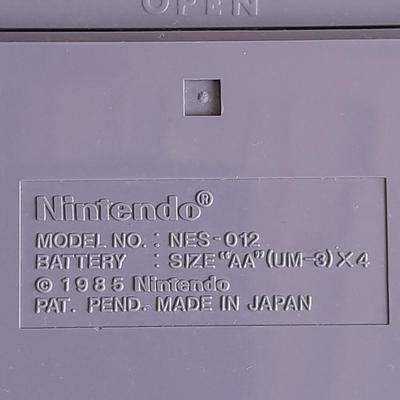 OPEN
Nintendo®
MODEL NO. : NES-012
BATTERY : SIZE "AA" (UM-3) X 4
© 1985 Nintendo
PAT. PEND. MADE IN JAPAN